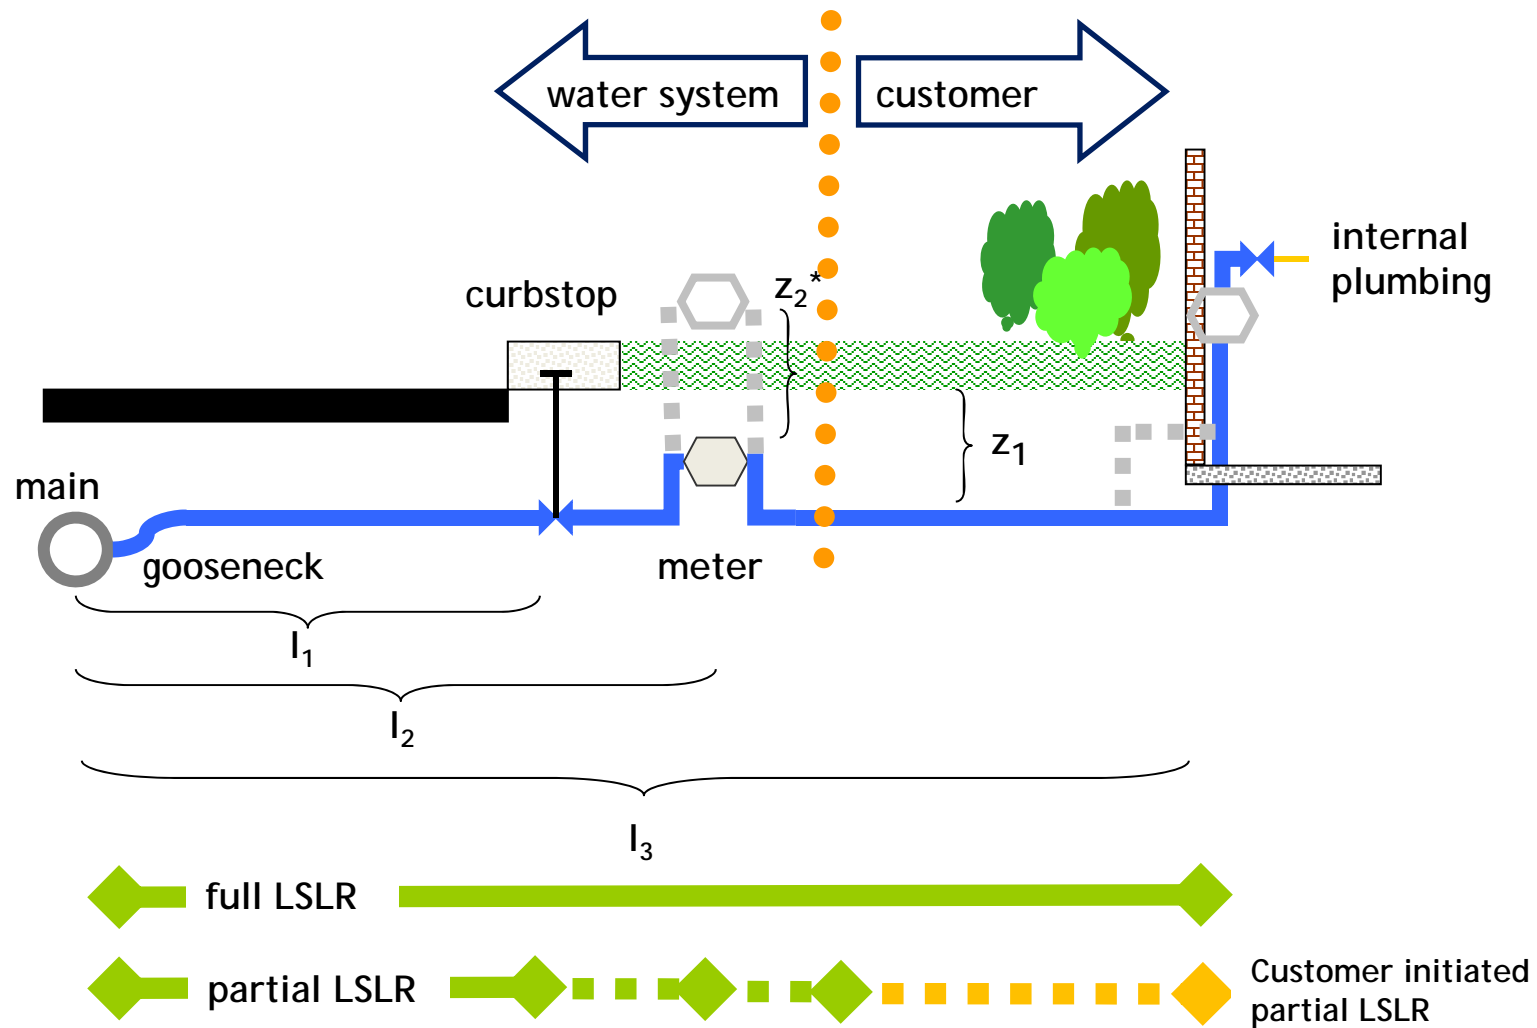 water system
customer
internal
plumbing
curbstop
z₂*
z₁
main
gooseneck
meter
l₁
l₂
l₃
full LSLR
partial LSLR
Customer initiated
partial LSLR